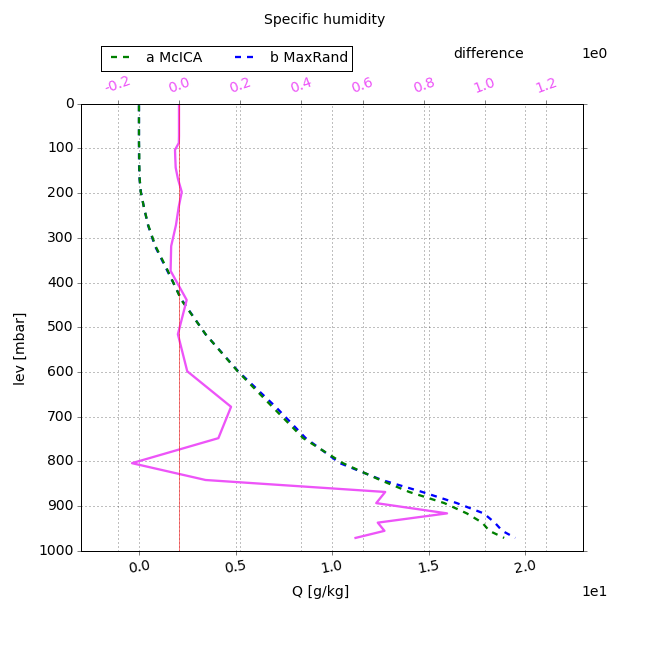 Specific humidity
a McICA b MaxRand difference 1e0
-0.2 0.0 0.2 0.4 0.6 0.8 1.0 1.2
0
100
200
300
400
500
600
700
800
900
1000
lev [mbar]
0.0 0.5 1.0 1.5 2.0
Q [g/kg] 1e1